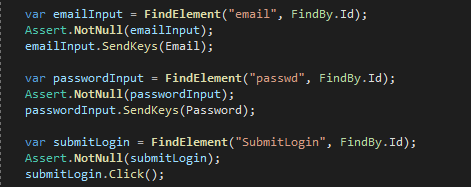 var emailInput = FindElement("email", FindBy.Id);
Assert.NotNull(emailInput);
emailInput.SendKeys(Email);
var passwordInput = FindElement("passwd", FindBy.Id);
Assert.NotNull(passwordInput);
passwordInput.SendKeys(Password);
var submitLogin = FindElement("SubmitLogin", FindBy.Id);
Assert.NotNull(submitLogin);
submitLogin.Click();